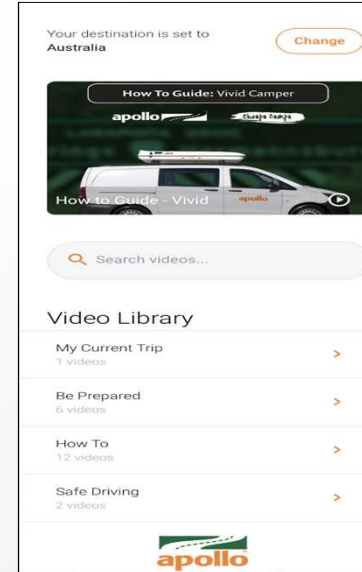 Your destination is set to
Australia
Change
How To Guide: Vivid Camper
apollo
Cheapa Campa
apollo
How to Guide - Vivid
Search videos...
Video Library
My Current Trip
1 videos
Be Prepared
6 videos
How To
12 videos
Safe Driving
2 videos
apollo